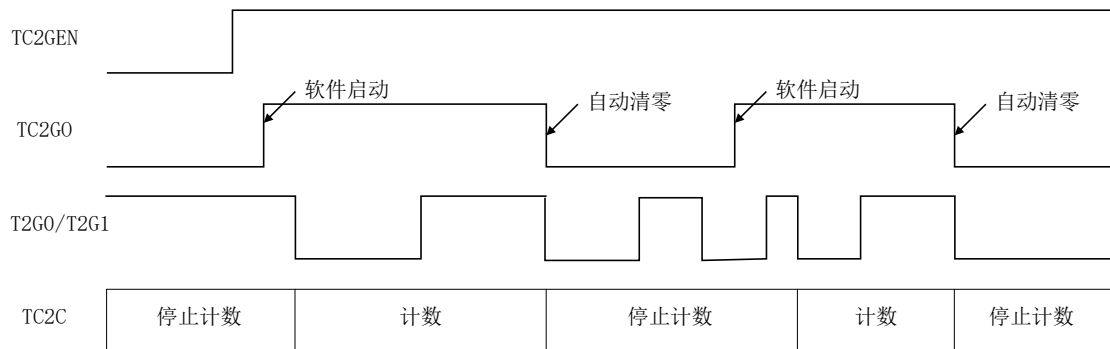 TC2GEN
软件启动 自动清零 软件启动 自动清零
TC2GO
T2G0/T2G1
TC2C 停止计数 计数 停止计数 计数 停止计数